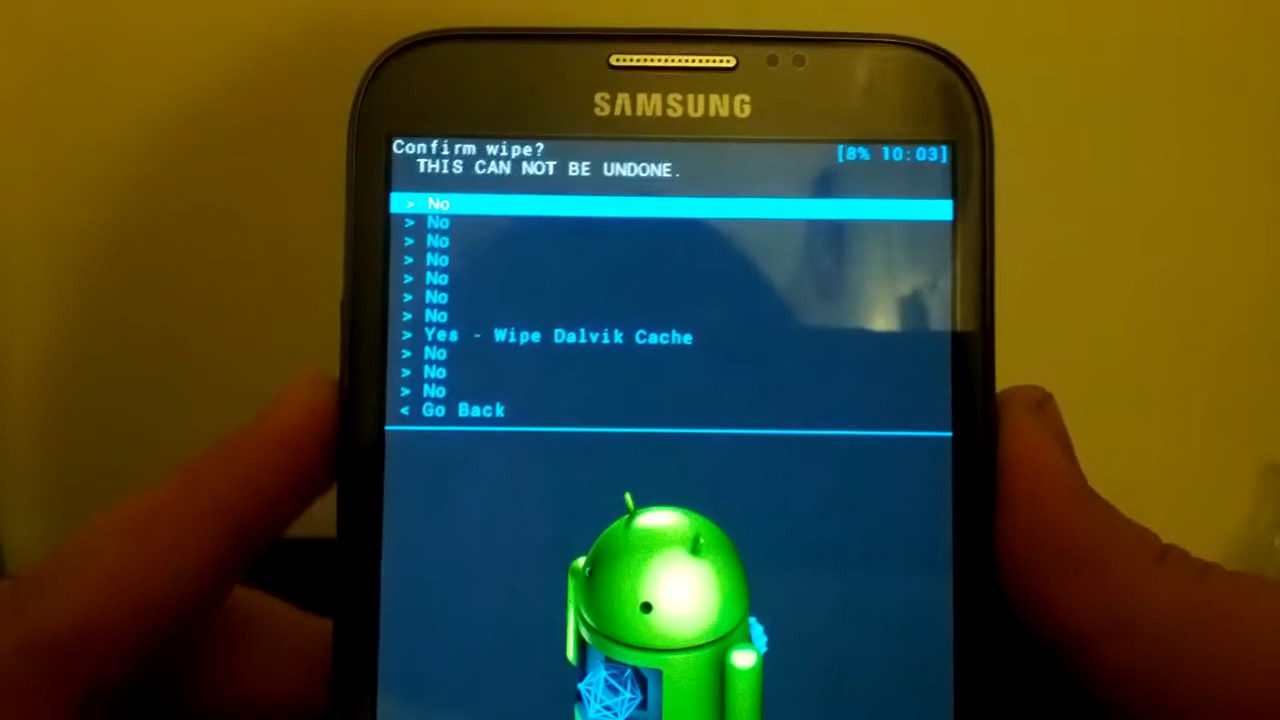 SAMSUNG
Confirm wipe? [8% 10:03]
THIS CAN NOT BE UNDONE.
> No
> No
> No
> No
> No
> No
> No
> Yes - Wipe Dalvik Cache
> No
> No
> No
< Go Back